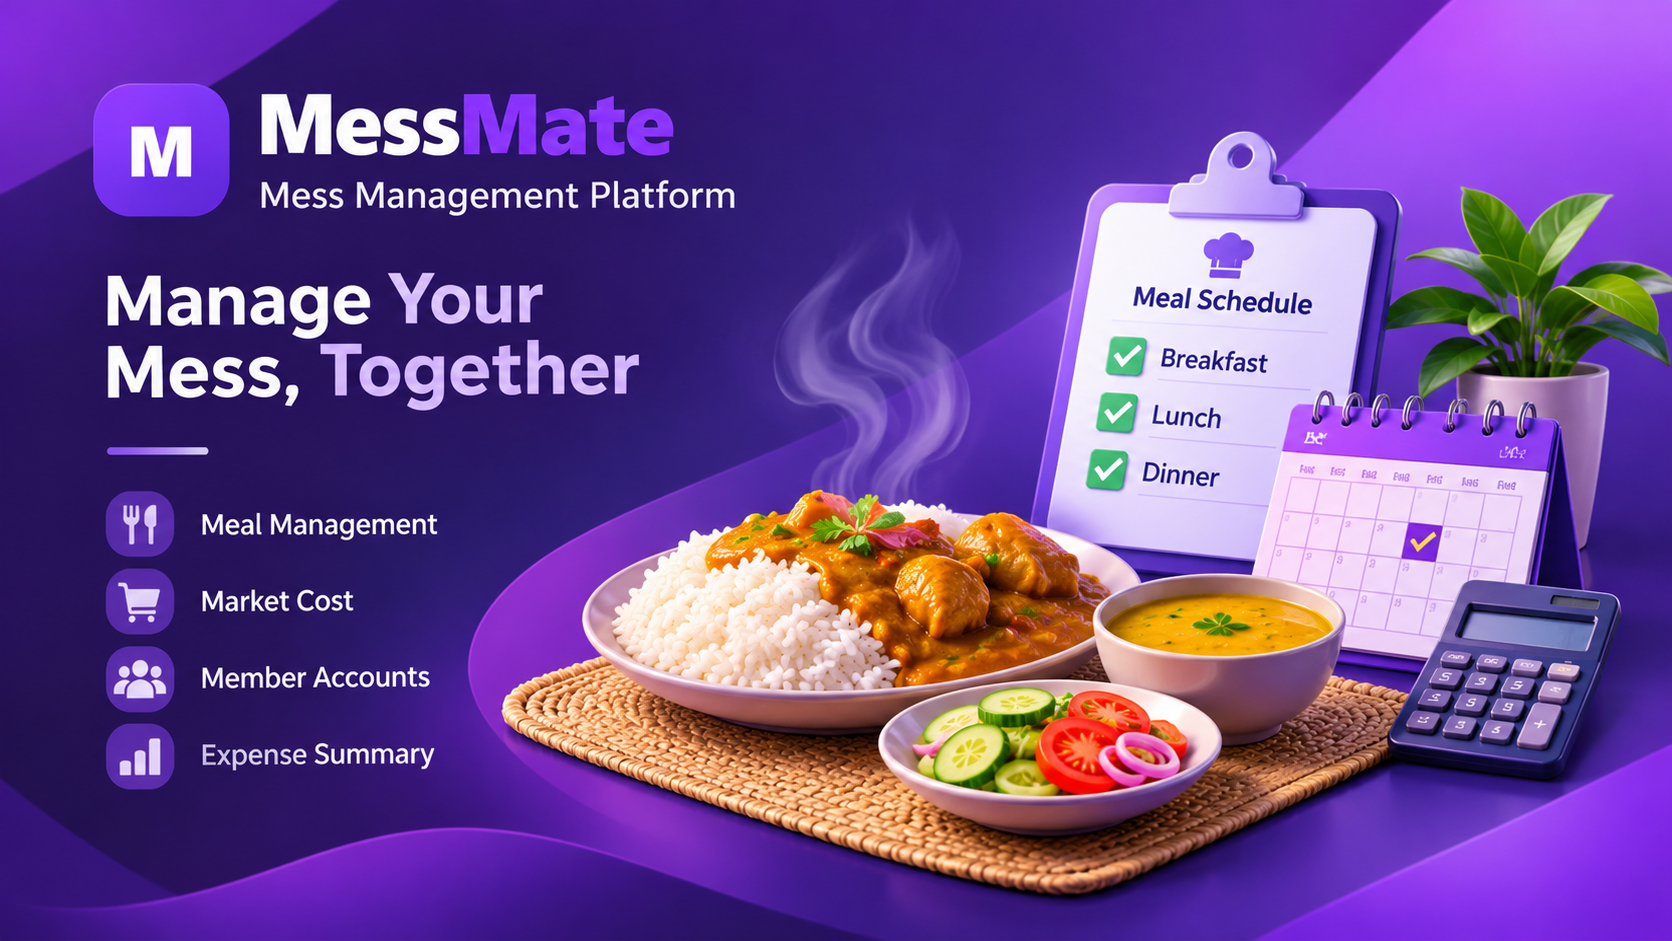 M
MessMate
Mess Management Platform
Manage Your
Mess, Together
Meal Management
Market Cost
Member Accounts
Expense Summary
Meal Schedule
Breakfast
Lunch
Dinner